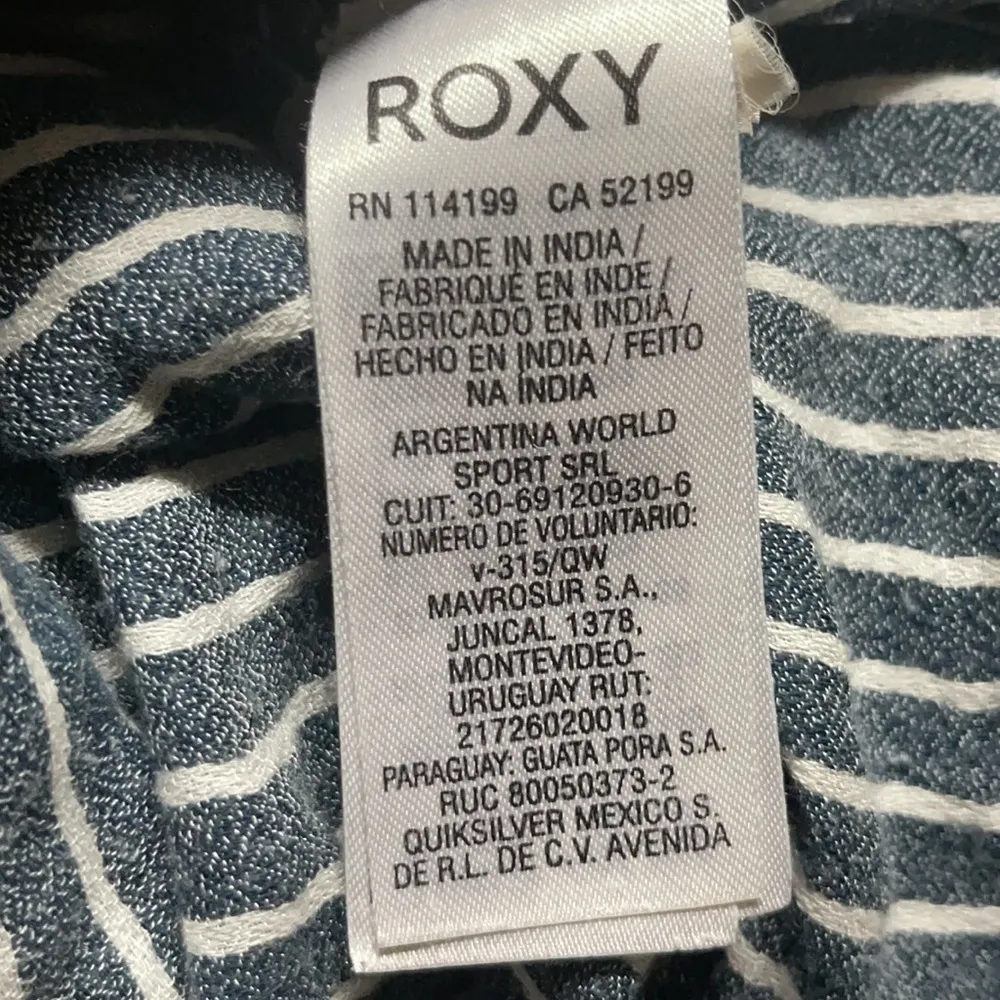 ROXY
RN 114199 CA 52199
MADE IN INDIA /
FABRIQUÉ EN INDE /
FABRICADO EN INDIA /
HECHO EN INDIA / FEITO
NA ÍNDIA
ARGENTINA WORLD
SPORT SRL
CUIT: 30-69120930-6
NUMERO DE VOLUNTARIO:
v-315/QW
MAVROSUR S.A.,
JUNCAL 1378,
MONTEVIDEO-
URUGUAY RUT:
21726020018
PARAGUAY: GUATA PORA S.A.
RUC 80050373-2
QUIKSILVER MEXICO S.
DE R.L. DE C.V. AVENIDA